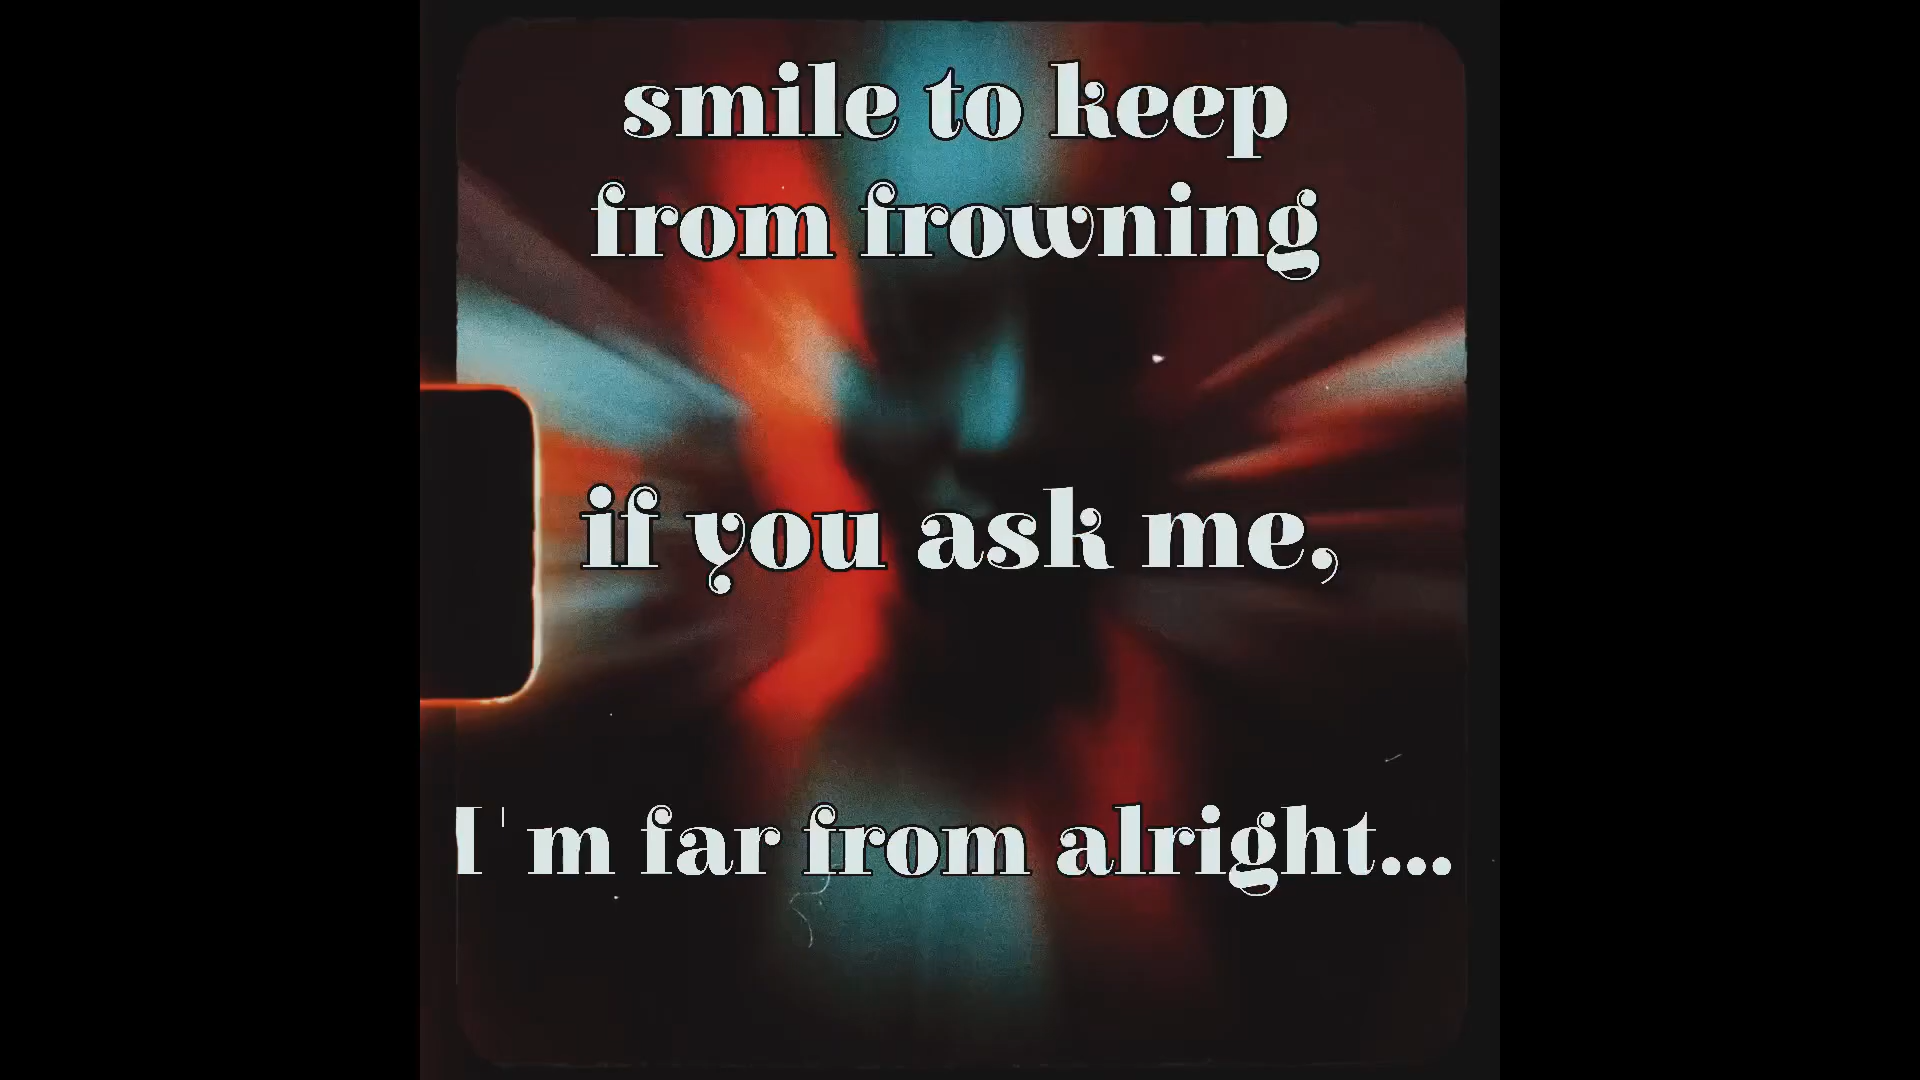 smile to keep
from frowning
if you ask me,
I'm far from alright...